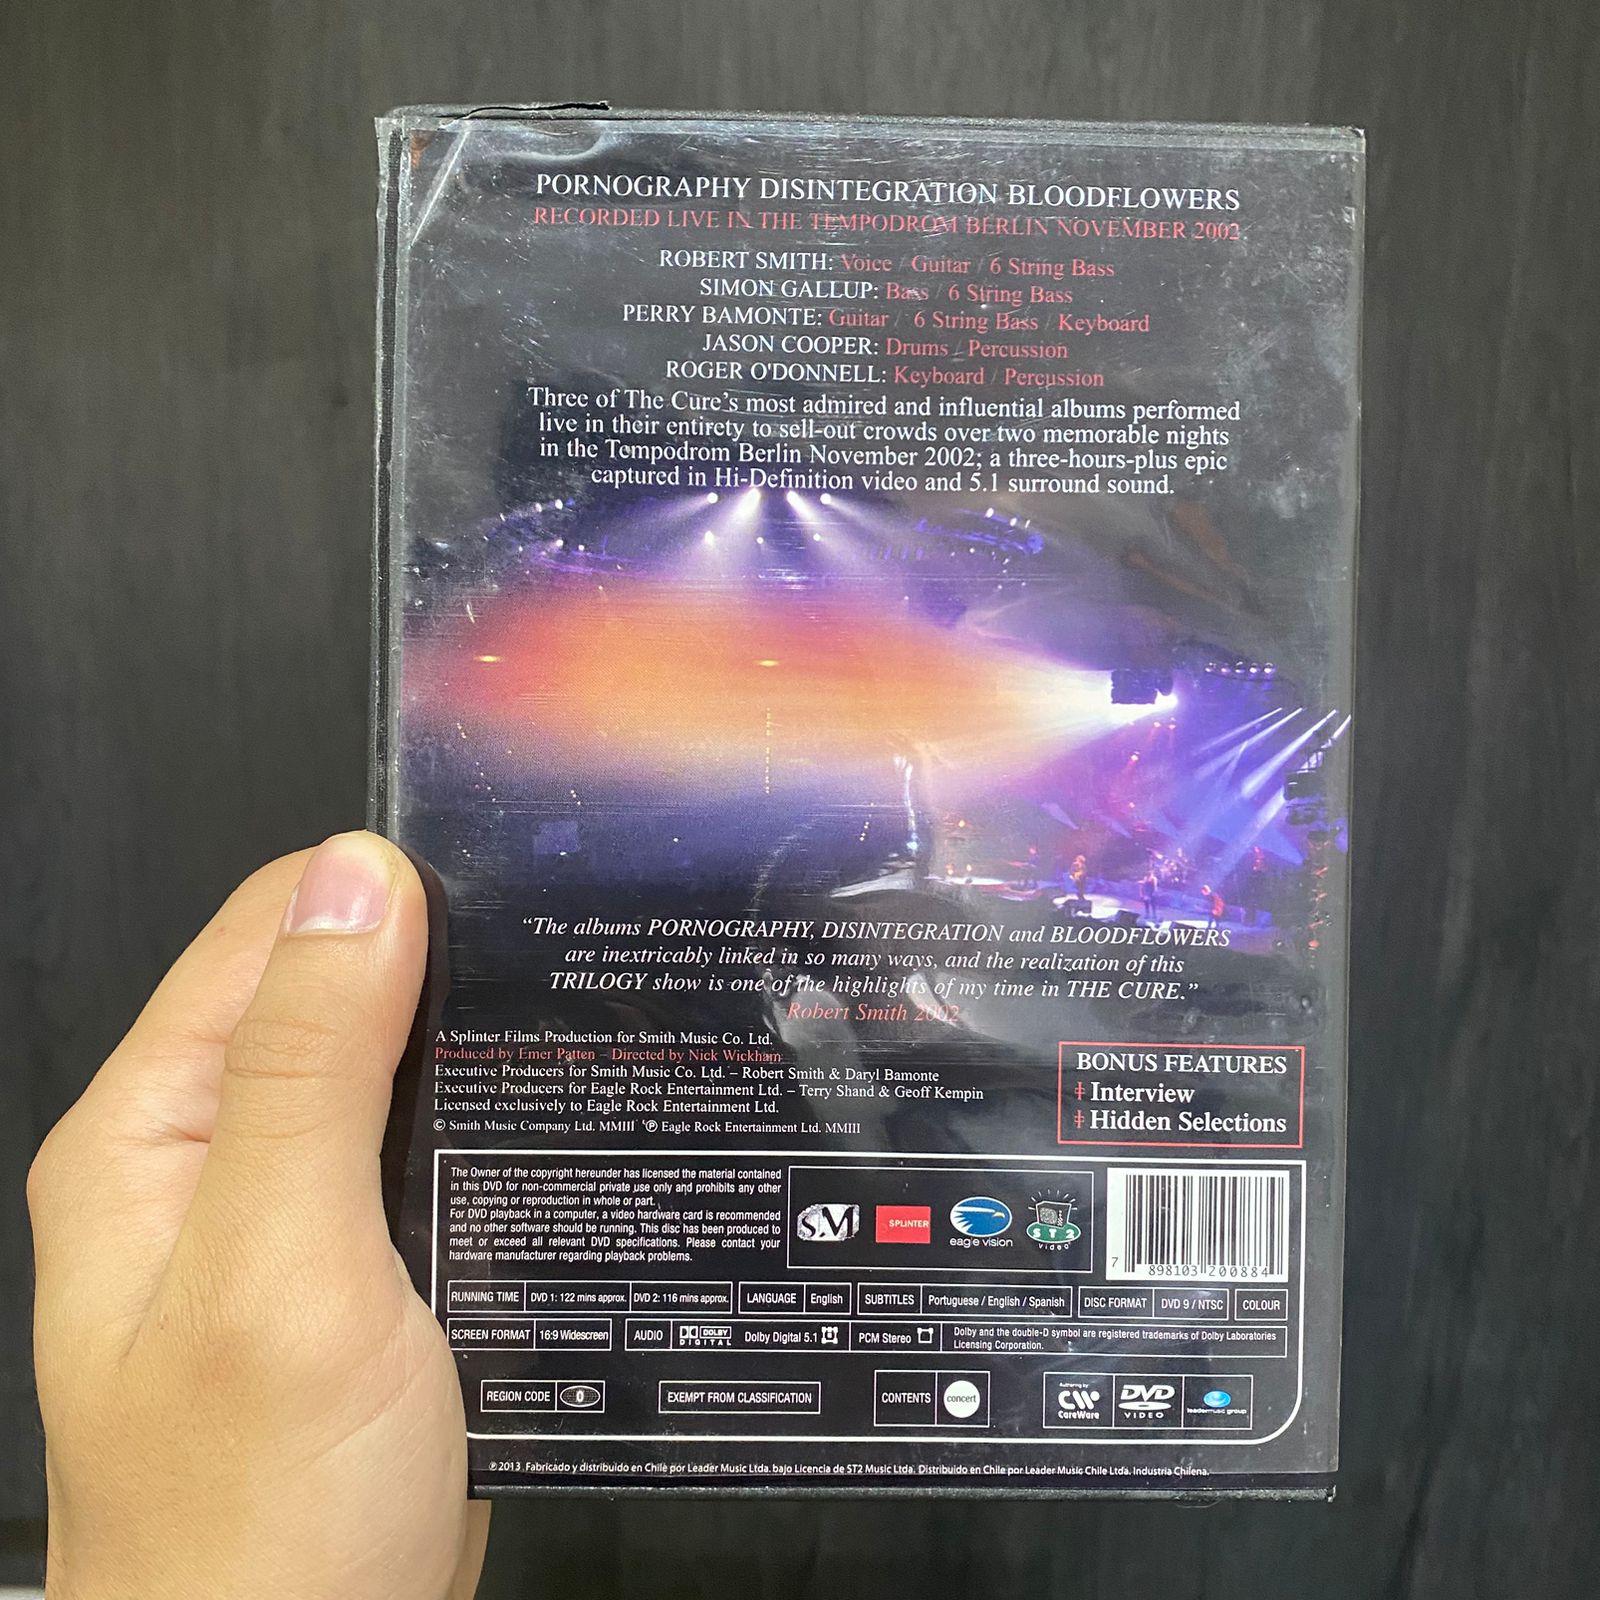 PORNOGRAPHY DISINTEGRATION BLOODFLOWERS
RECORDED LIVE IN THE TEMPODROM BERLIN NOVEMBER 2002
ROBERT SMITH: Voice / Guitar / 6 String Bass
SIMON GALLUP: Bass / 6 String Bass
PERRY BAMONTE: Guitar / 6 String Bass / Keyboard
JASON COOPER: Drums / Percussion
ROGER O'DONNELL: Keyboard / Percussion
Three of The Cure's most admired and influential albums performed
live in their entirety to sell-out crowds over two memorable nights
in the Tempodrom Berlin November 2002; a three-hours-plus epic
captured in Hi-Definition video and 5.1 surround sound.
“The albums PORNOGRAPHY, DISINTEGRATION and BLOODFLOWERS
are inextricably linked in so many ways, and the realization of this
TRILOGY show is one of the highlights of my time in THE CURE.”
Robert Smith 2002
A Splinter Films Production for Smith Music Co. Ltd.
Produced by Emer Patten – Directed by Nick Wickham
Executive Producers for Smith Music Co. Ltd. – Robert Smith & Daryl Bamonte
Executive Producers for Eagle Rock Entertainment Ltd. – Terry Shand & Geoff Kempin
Licensed exclusively to Eagle Rock Entertainment Ltd.
© Smith Music Company Ltd. MMIII ℗ Eagle Rock Entertainment Ltd. MMIII
BONUS FEATURES
ǂ Interview
ǂ Hidden Selections
The Owner of the copyright hereunder has licensed the material contained
in this DVD for non-commercial private use only and prohibits any other
use, copying or reproduction in whole or part.
For DVD playback in a computer, a video hardware card is recommended
and no other software should be running. This disc has been produced to
meet or exceed all relevant DVD specifications. Please contact your
hardware manufacturer regarding playback problems.
SM
SPLINTER
eagle vision
ST2
video
7 898103 200884
RUNNING TIME DVD 1: 122 mins approx. DVD 2: 116 mins approx. LANGUAGE English SUBTITLES Portuguese / English / Spanish DISC FORMAT DVD 9 / NTSC COLOUR
SCREEN FORMAT 16:9 Widescreen AUDIO DOLBY DIGITAL Dolby Digital 5.1 PCM Stereo Dolby and the double-D symbol are registered trademarks of Dolby Laboratories
Licensing Corporation.
REGION CODE 0 EXEMPT FROM CLASSIFICATION CONTENTS concert Authoring by CW CareWare DVD VIDEO leadermusic group
℗ 2013 Fabricado y distribuido en Chile por Leader Music Ltda. bajo Licencia de ST2 Music Ltda. Distribuido en Chile por Leader Music Chile Ltda. Industria Chilena.